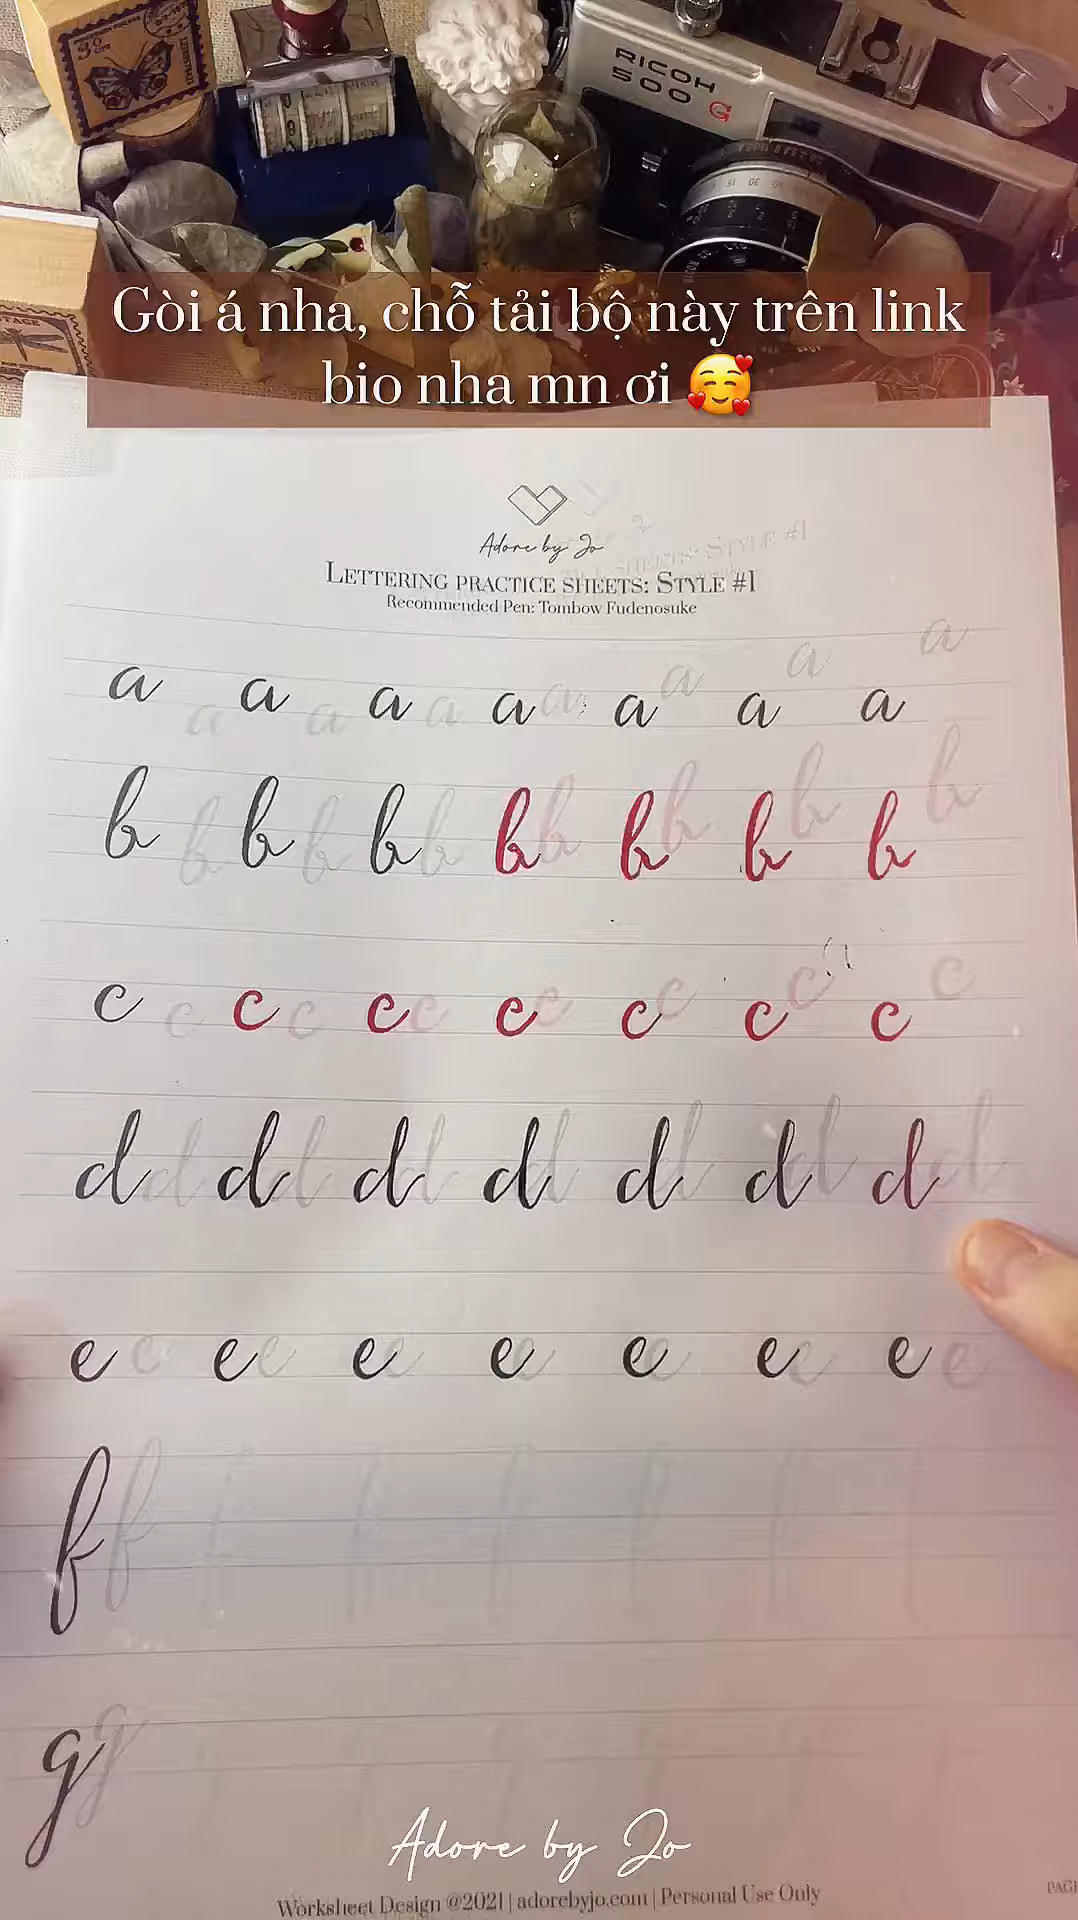 RICOH
500 G
Gòi á nha, chỗ tải bộ này trên link
bio nha mn ơi 🥰
Adore by Jo
LETTERING PRACTICE SHEETS: STYLE #1
Recommended Pen: Tombow Fudenosuke
a a a a a a a
b b b b b b b
c c c c c c c
d d d d d d d
e e e e e e e
f
g
Adore by Jo
Worksheet Design @2021 | adorebyjo.com | Personal Use Only